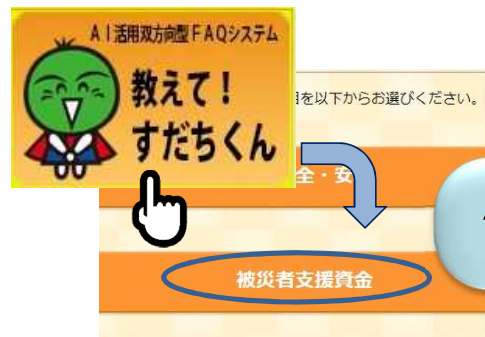 AI活用双方向型FAQシステム
教えて!
すだちくん
目を以下からお選びください。
全・安
被災者支援資金